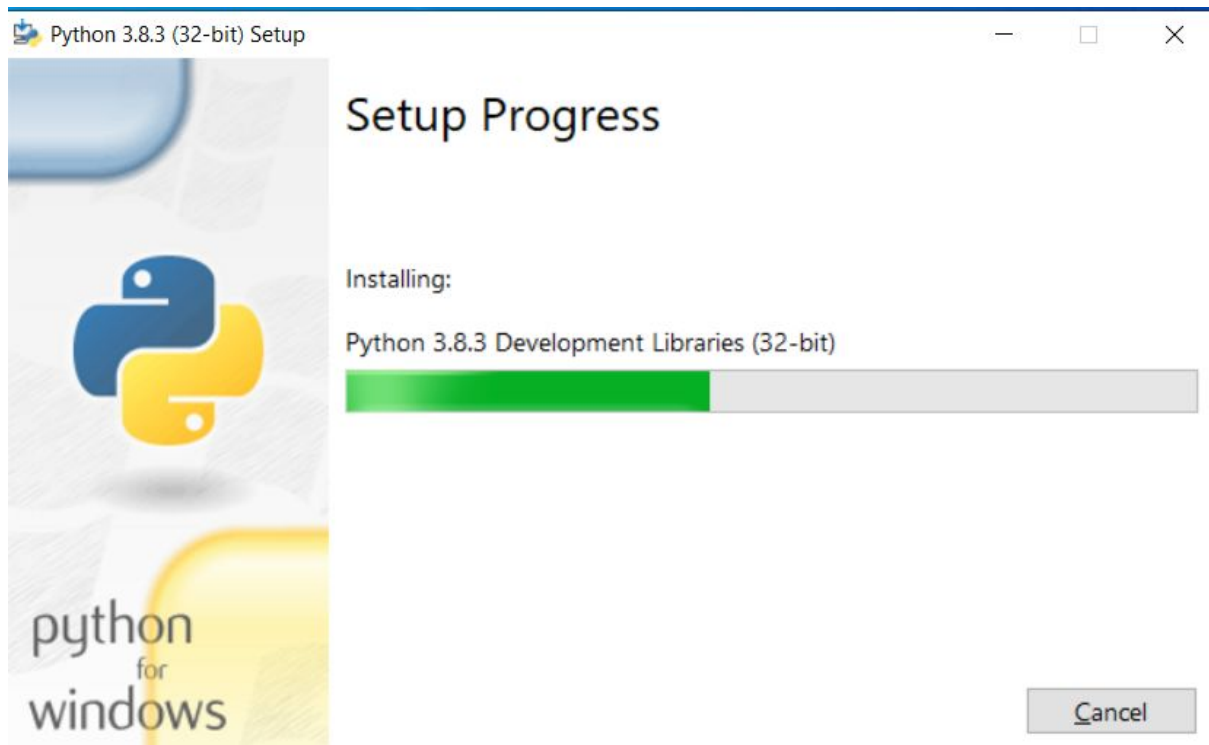 Python 3.8.3 (32-bit) Setup
Setup Progress
Installing:
Python 3.8.3 Development Libraries (32-bit)
python
for
windows
Cancel